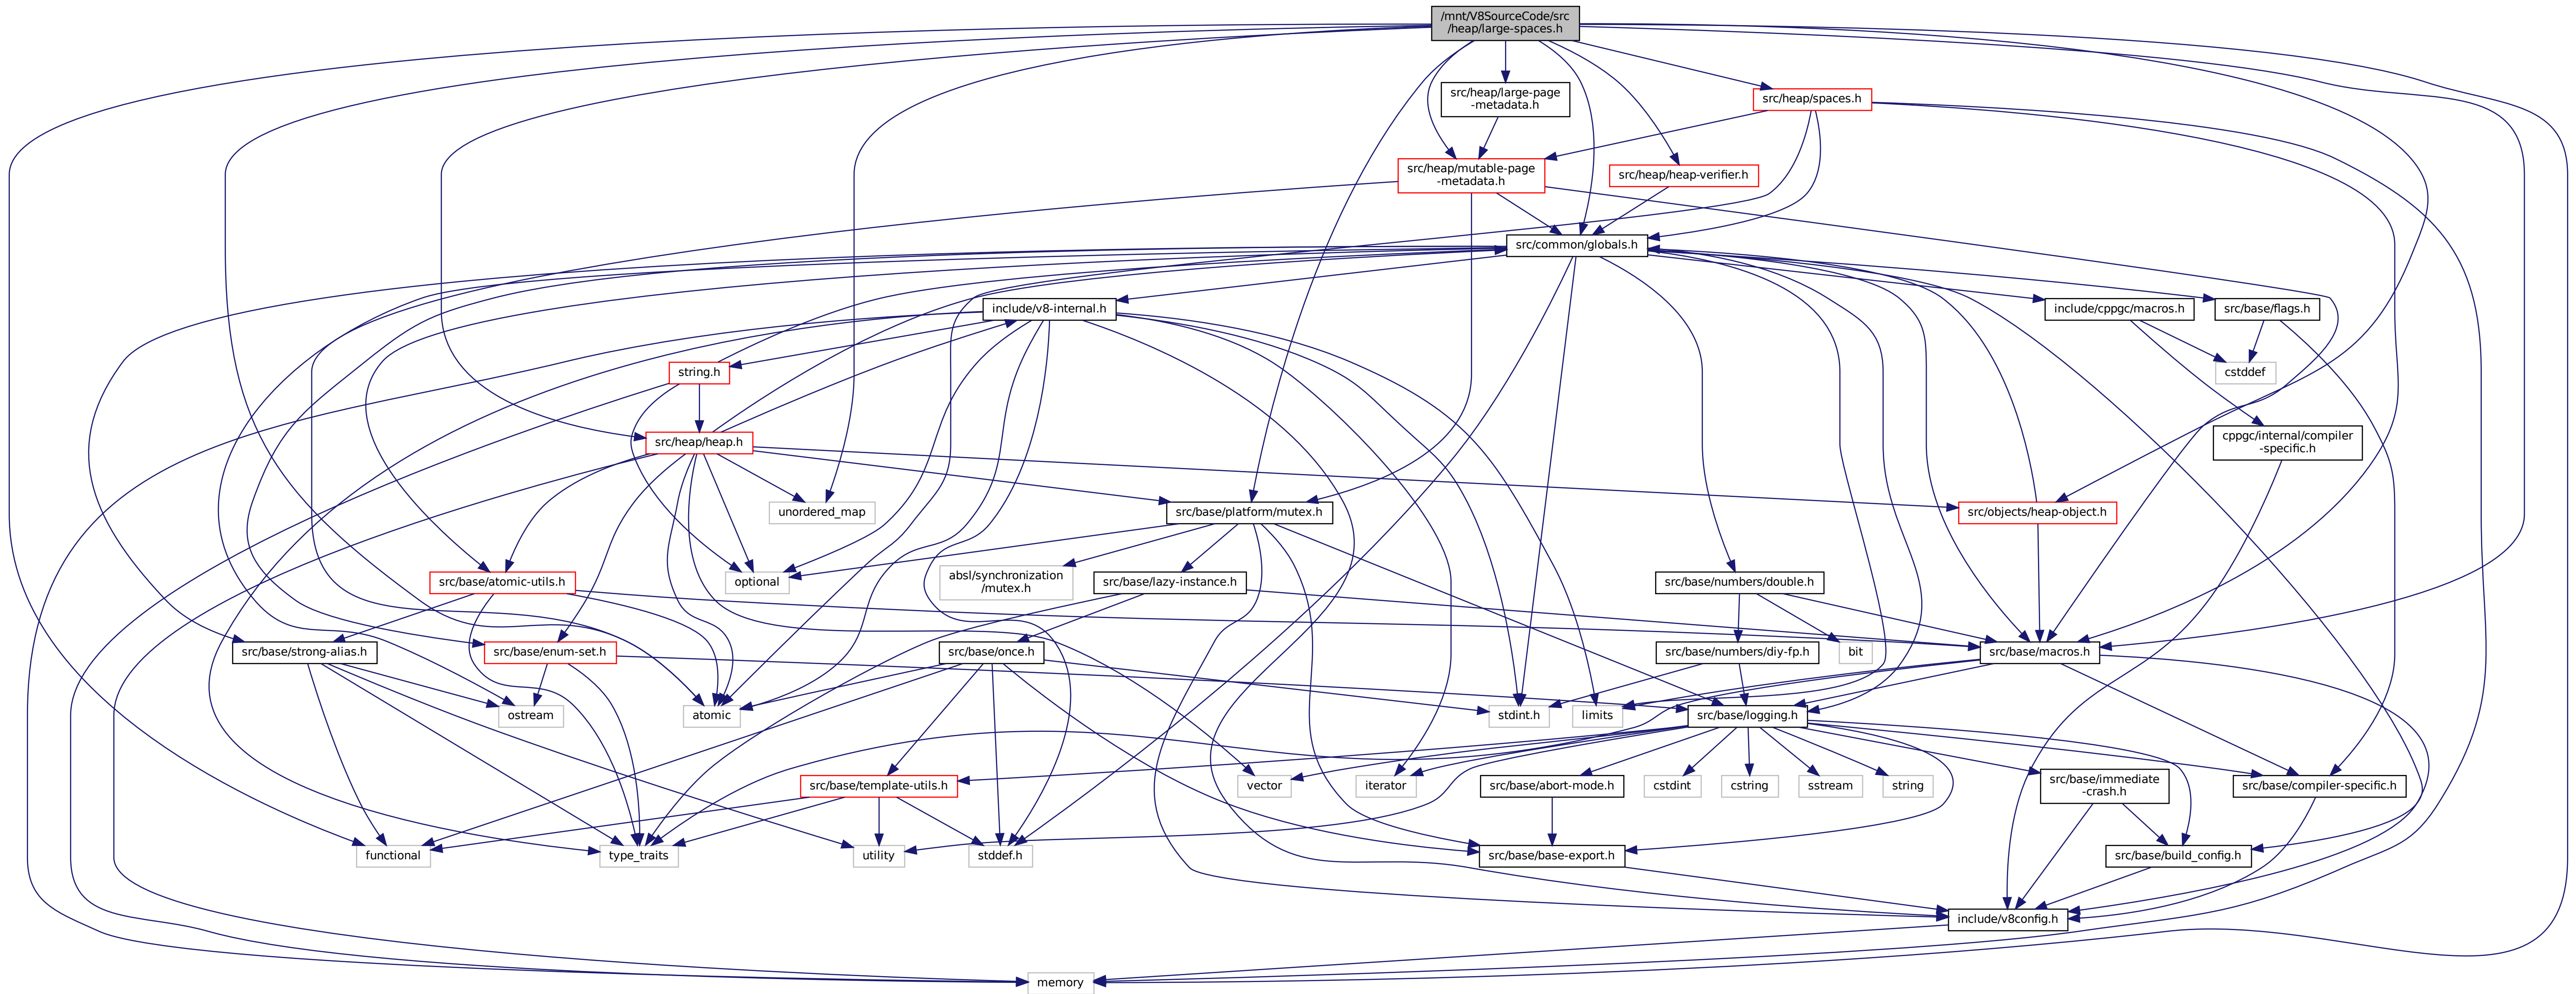 /mnt/V8SourceCode/src
/heap/large-spaces.h
src/heap/large-page
-metadata.h
src/heap/spaces.h
src/heap/mutable-page
-metadata.h
src/heap/heap-verifier.h
src/common/globals.h
include/v8-internal.h
include/cppgc/macros.h
src/base/flags.h
string.h
cstddef
src/heap/heap.h
cppgc/internal/compiler
-specific.h
unordered_map
src/base/platform/mutex.h
src/objects/heap-object.h
src/base/atomic-utils.h
optional
absl/synchronization
/mutex.h
src/base/lazy-instance.h
src/base/numbers/double.h
src/base/strong-alias.h
src/base/enum-set.h
src/base/once.h
src/base/numbers/diy-fp.h
bit
src/base/macros.h
ostream
atomic
stdint.h
limits
src/base/logging.h
src/base/template-utils.h
vector
iterator
src/base/abort-mode.h
cstdint
cstring
sstream
string
src/base/immediate
-crash.h
src/base/compiler-specific.h
functional
type_traits
utility
stddef.h
src/base/base-export.h
src/base/build_config.h
include/v8config.h
memory